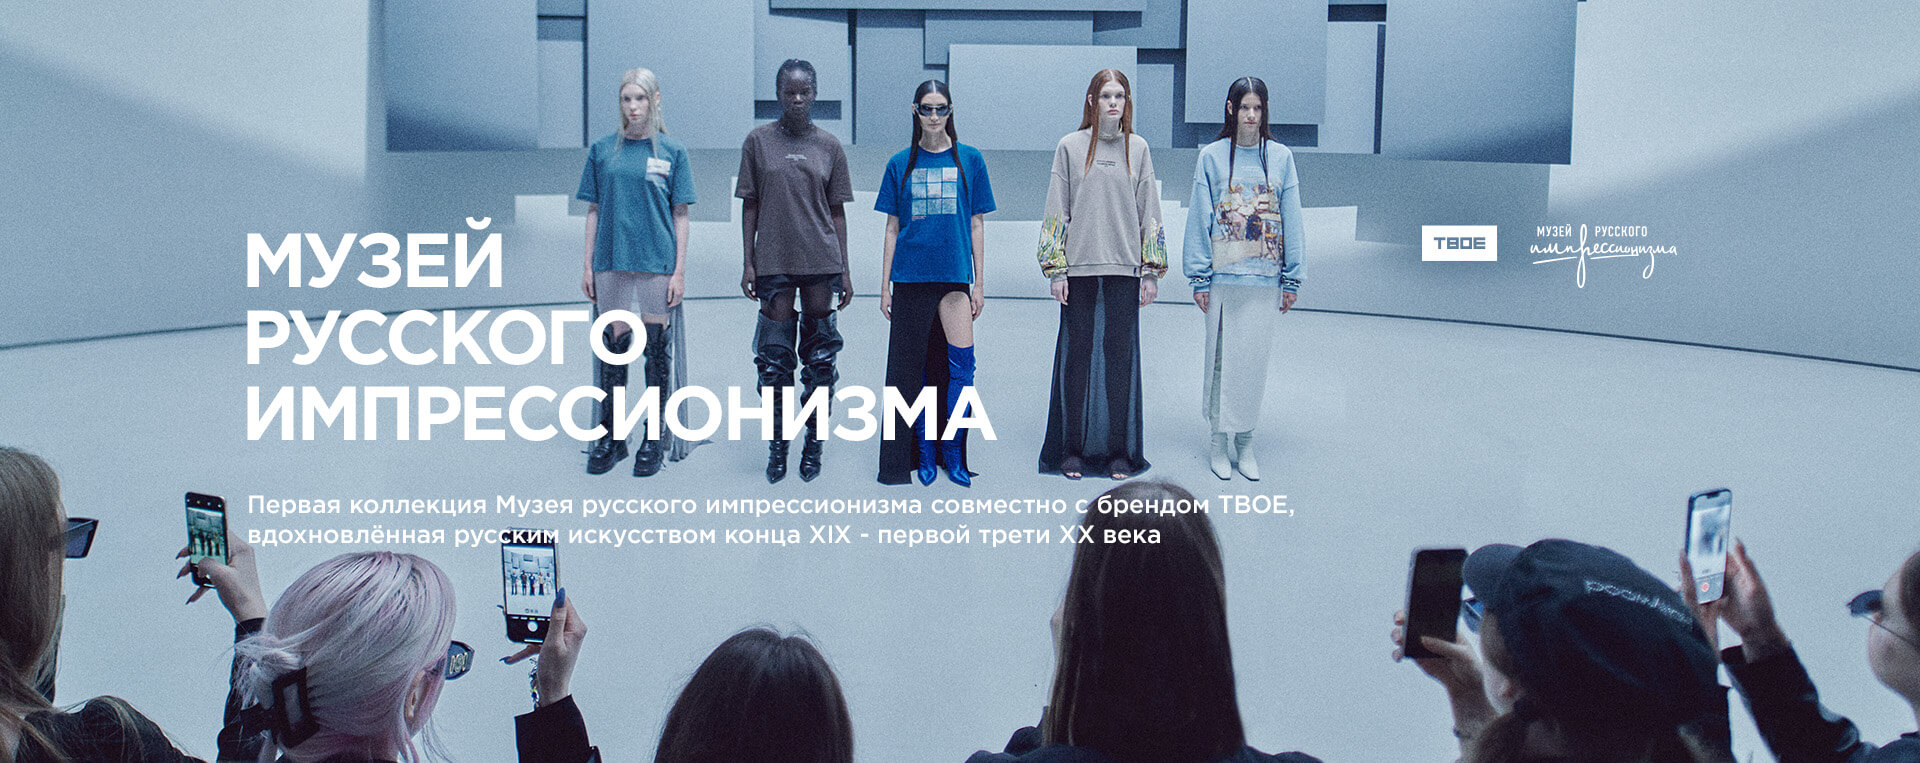 МУЗЕЙ
РУССКОГО
ИМПРЕССИОНИЗМА
Первая коллекция Музея русского импрессионизма совместно с брендом ТВОЕ,
вдохновлённая русским искусством конца XIX - первой трети XX века
ТВОЕ
МУЗЕЙ РУССКОГО
импрессионизма